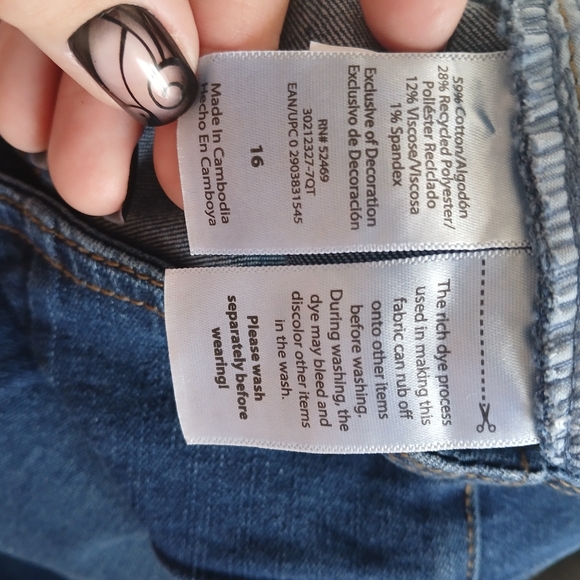 59% Cotton/Algodón
28% Recycled Polyester/
Poliéster Reciclado
12% Viscose/Viscosa
1% Spandex
Exclusive of Decoration
Exclusivo de Decoración
RN# 52469
30212327-7QT
EAN/UPC 0 2903831545
16
Made In Cambodia
Hecho En Camboya
The rich dye process
used in making this
fabric can rub off
onto other items
before washing.
During washing, the
dye may bleed and
discolor other items
in the wash.
Please wash
separately before
wearing!